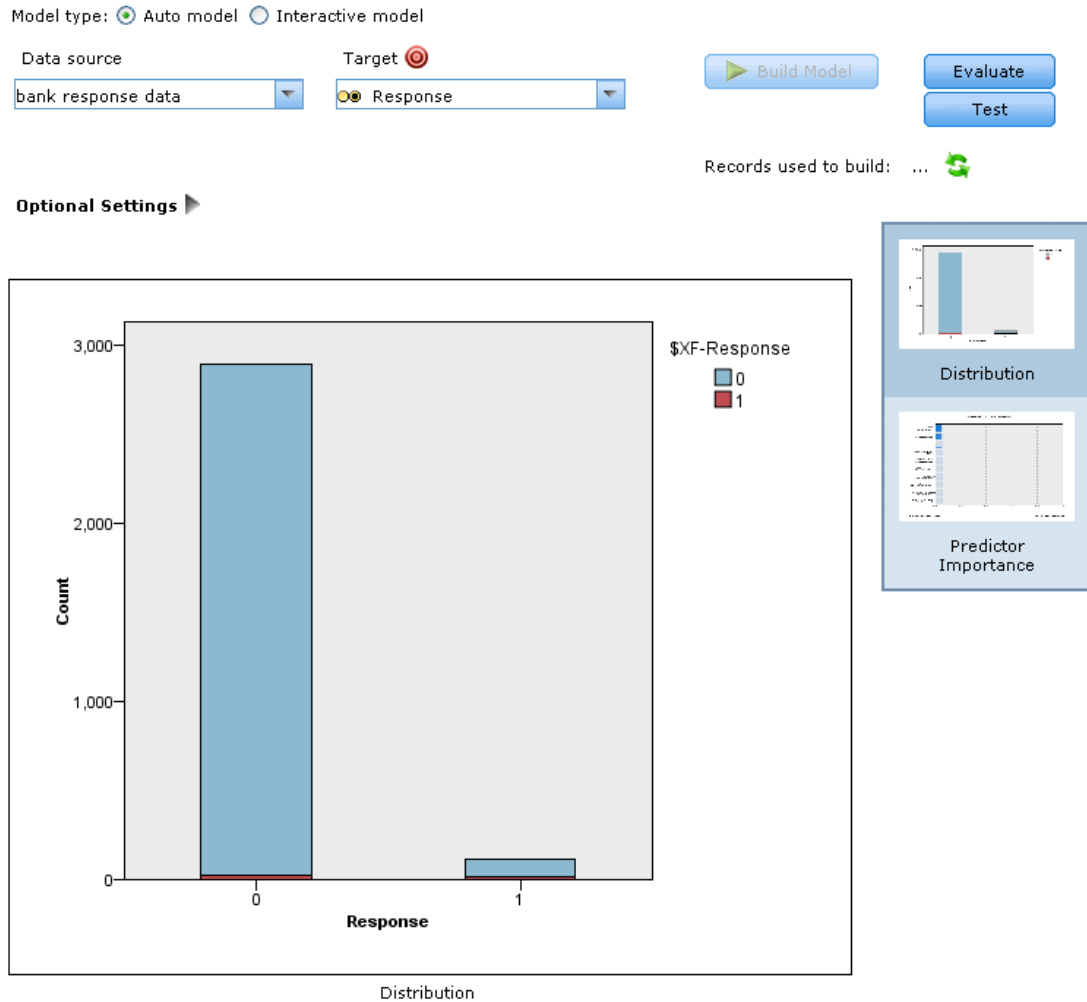 Model type: Auto model Interactive model
Data source Target
Build Model Evaluate
bank response data Response
Test
Records used to build: ...
Optional Settings
$XF-Response
0
1
3,000
2,000
1,000
0
Count
0 1
Response
Distribution
Distribution
Predictor
Importance